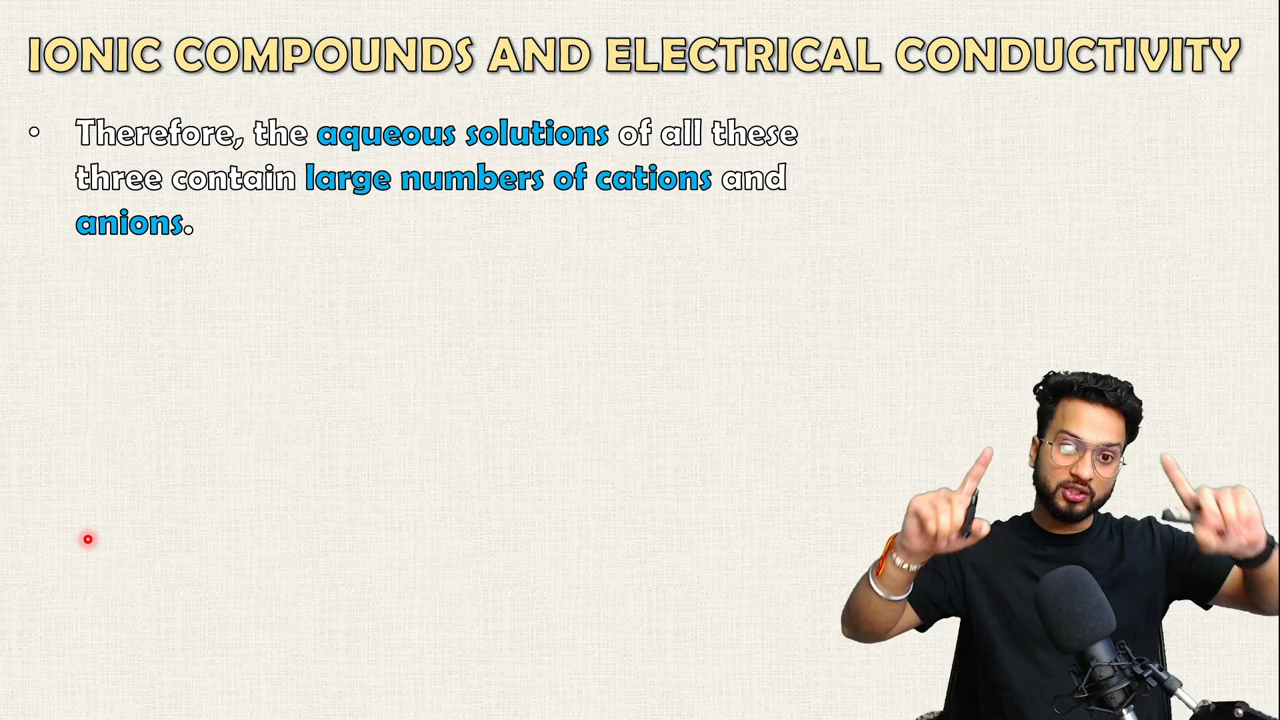 IONIC COMPOUNDS AND ELECTRICAL CONDUCTIVITY
• Therefore, the aqueous solutions of all these
three contain large numbers of cations and
anions.